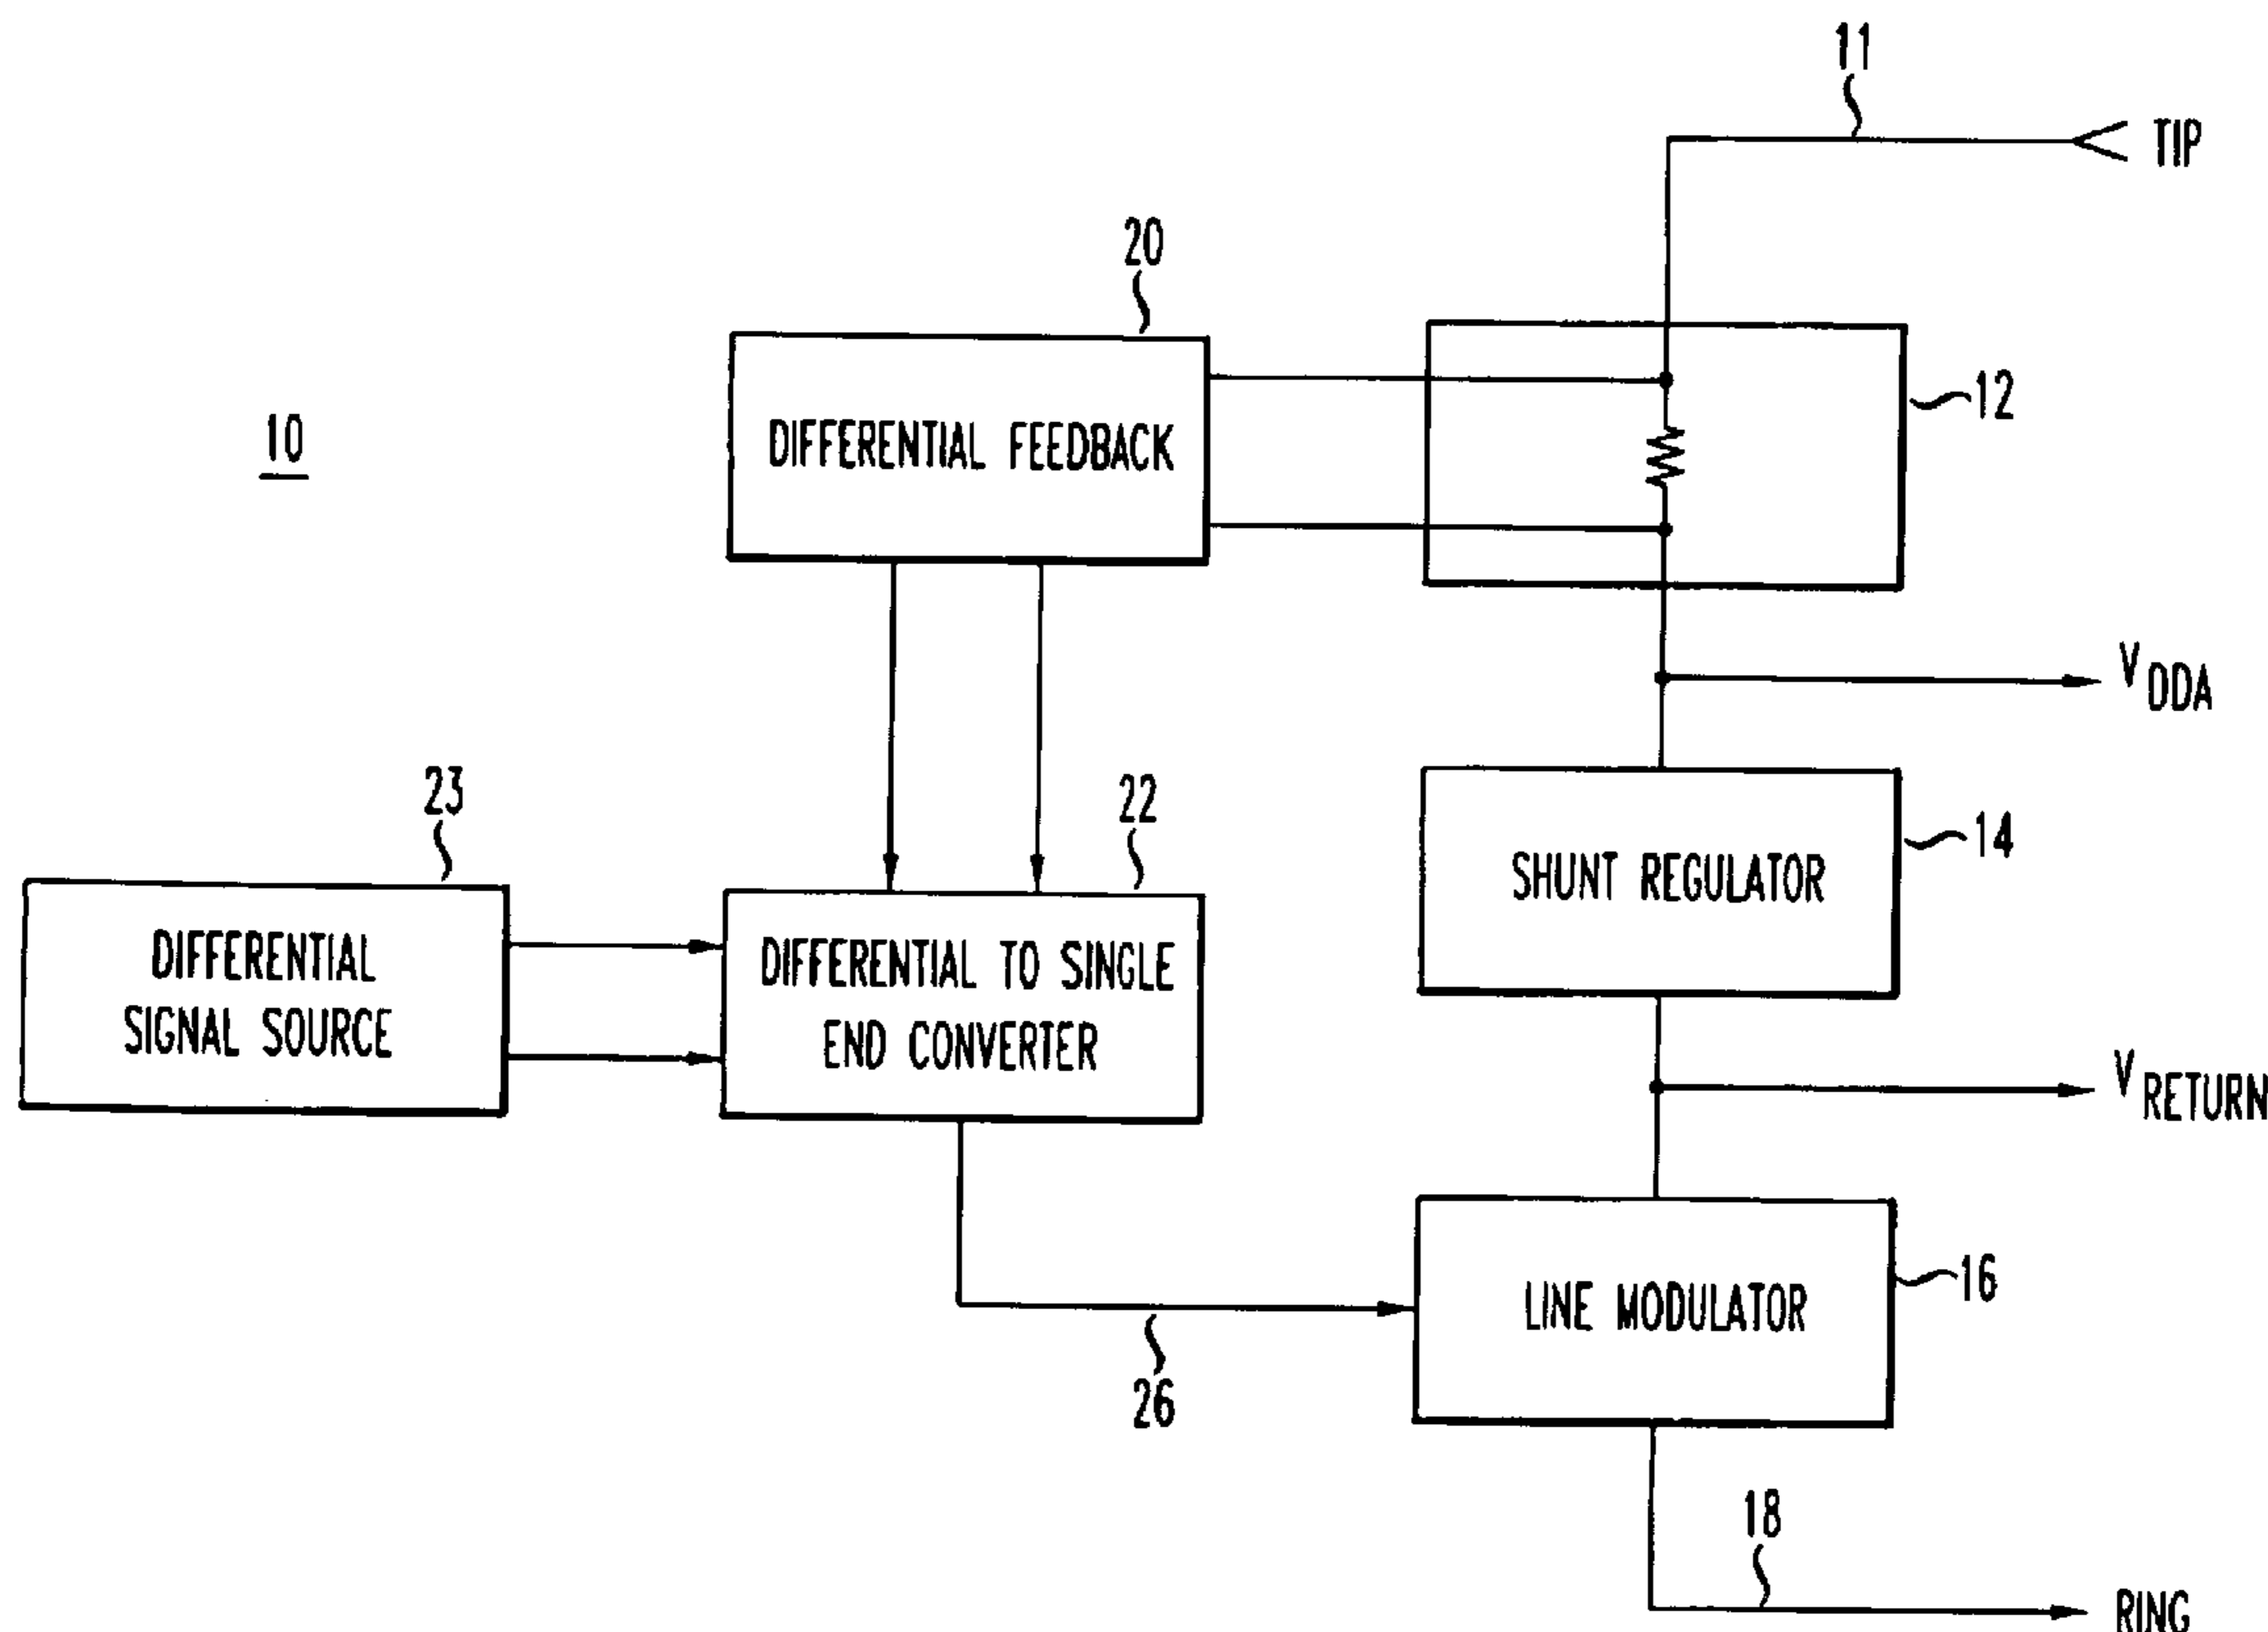 11
TIP
20
10
DIFFERENTIAL FEEDBACK
12
VDDA
23
22
14
SHUNT REGULATOR
DIFFERENTIAL
SIGNAL SOURCE
DIFFERENTIAL TO SINGLE
END CONVERTER
VRETURN
16
LINE MODULATOR
26
18
RING